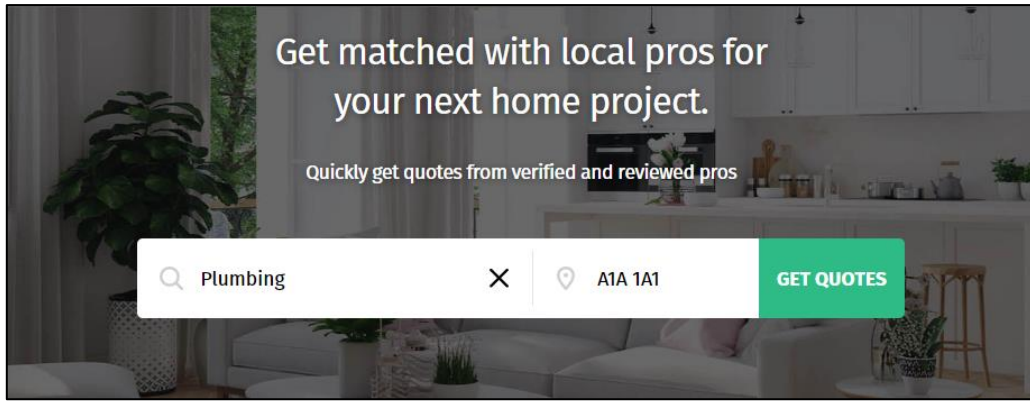 Get matched with local pros for
your next home project.
Quickly get quotes from verified and reviewed pros
Plumbing
A1A 1A1
GET QUOTES